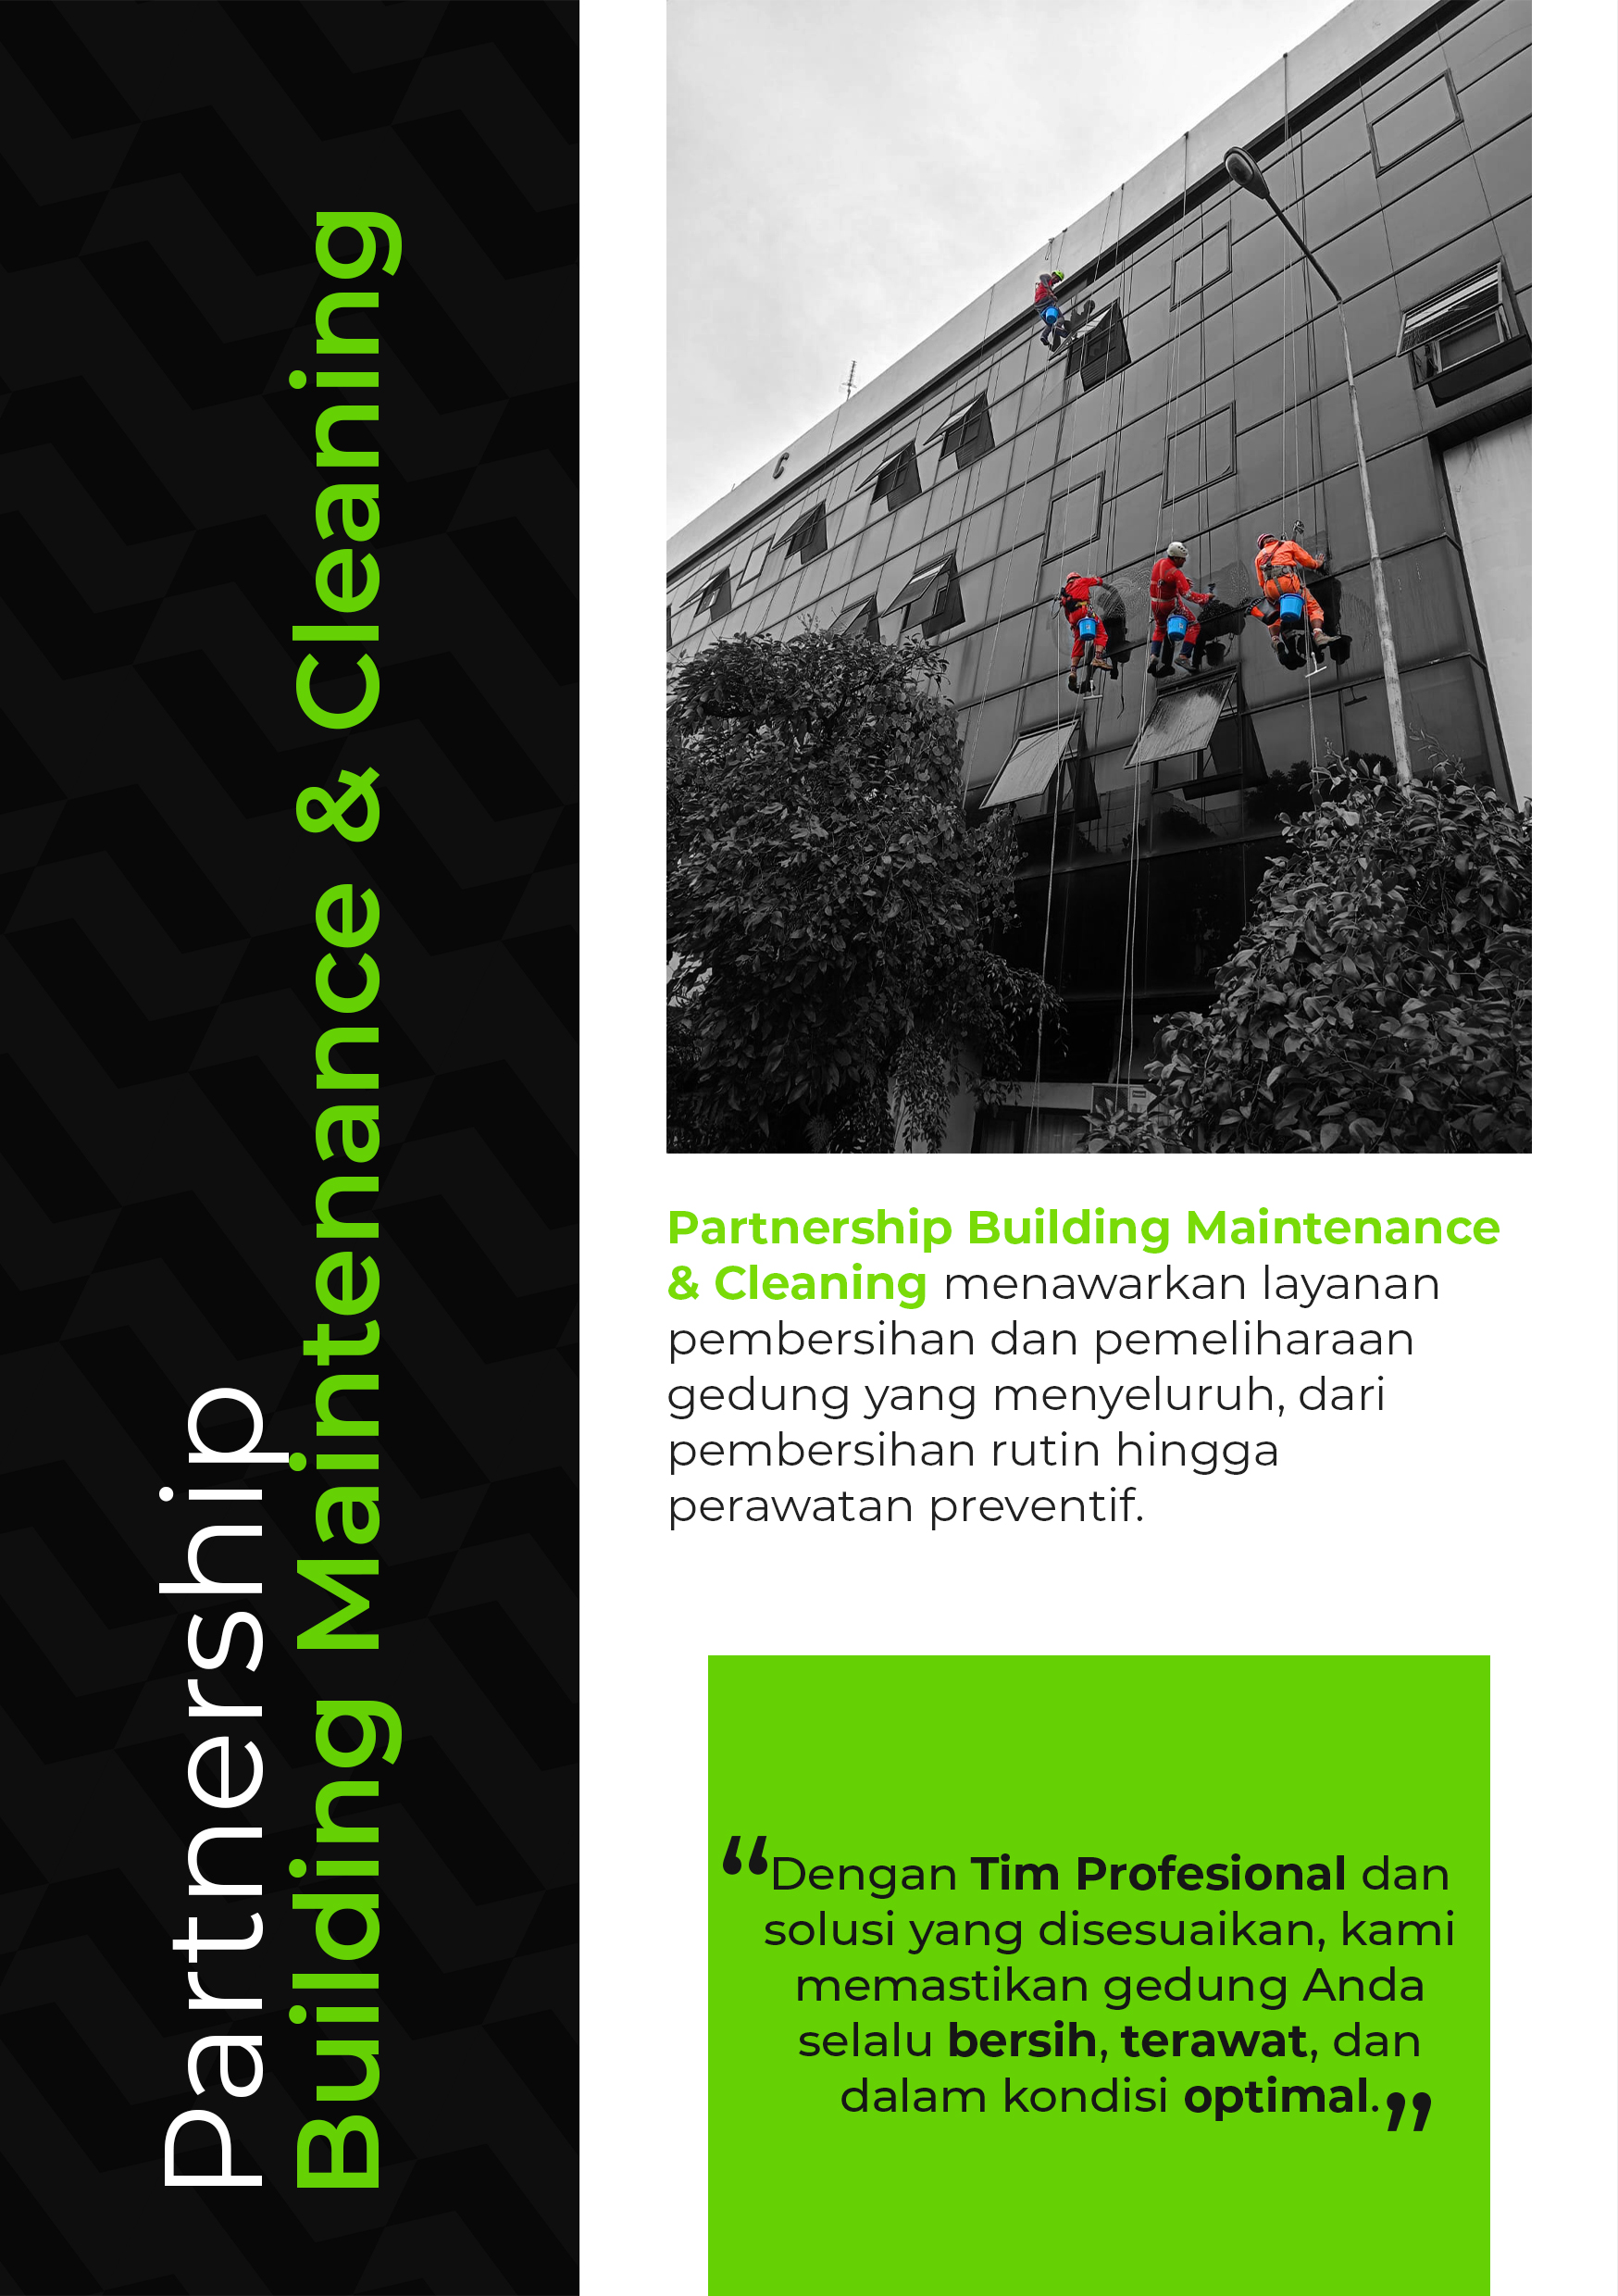 Partnership
Building Maintenance & Cleaning
C
Partnership Building Maintenance
& Cleaning menawarkan layanan
pembersihan dan pemeliharaan
gedung yang menyeluruh, dari
pembersihan rutin hingga
perawatan preventif.
“Dengan Tim Profesional dan
solusi yang disesuaikan, kami
memastikan gedung Anda
selalu bersih, terawat, dan
dalam kondisi optimal.”